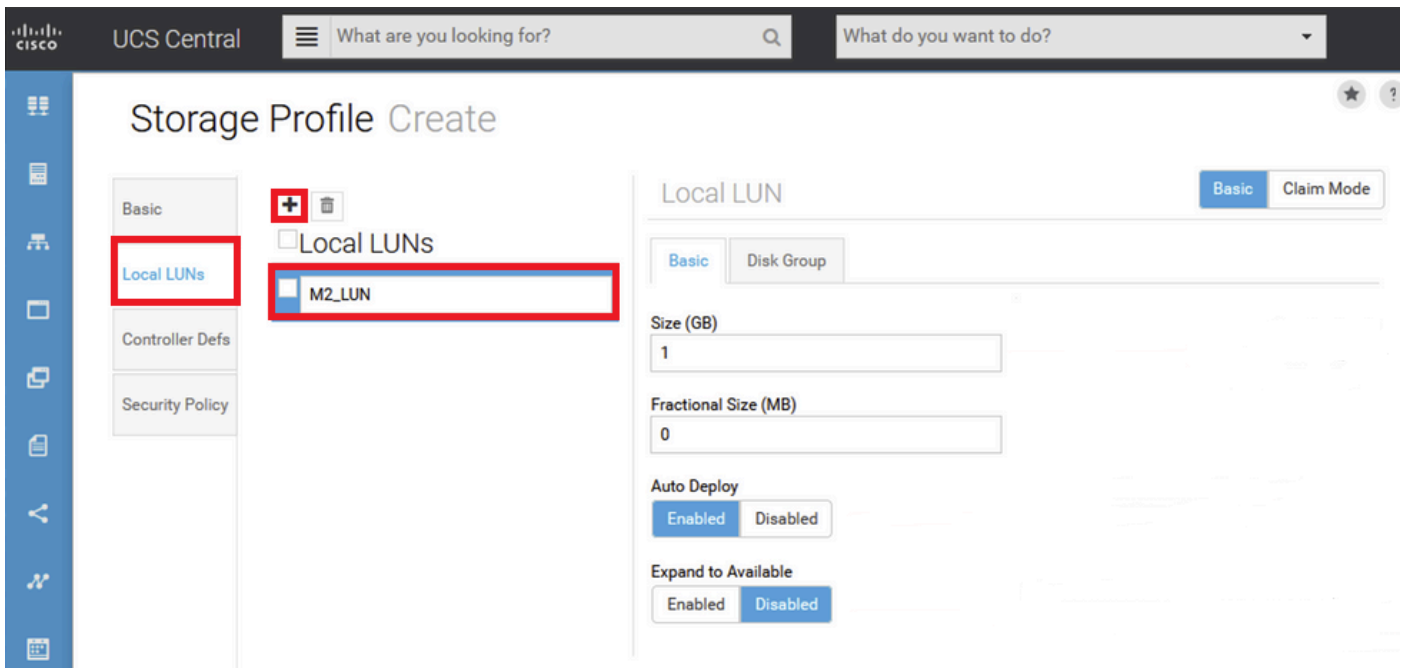 cisco UCS Central What are you looking for? What do you want to do?
?
Storage Profile Create
Basic
Local LUNs
Controller Defs
Security Policy
Local LUNs
M2_LUN
Local LUN Basic Claim Mode
Basic Disk Group
Size (GB)
1
Fractional Size (MB)
0
Auto Deploy
Enabled Disabled
Expand to Available
Enabled Disabled